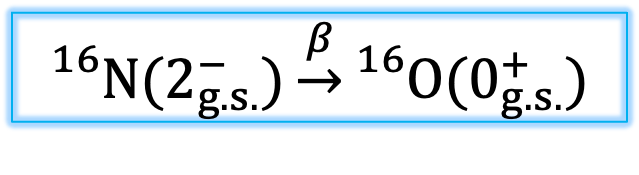 ¹⁶N(2⁻g.s.) β→ ¹⁶O(0⁺g.s.)